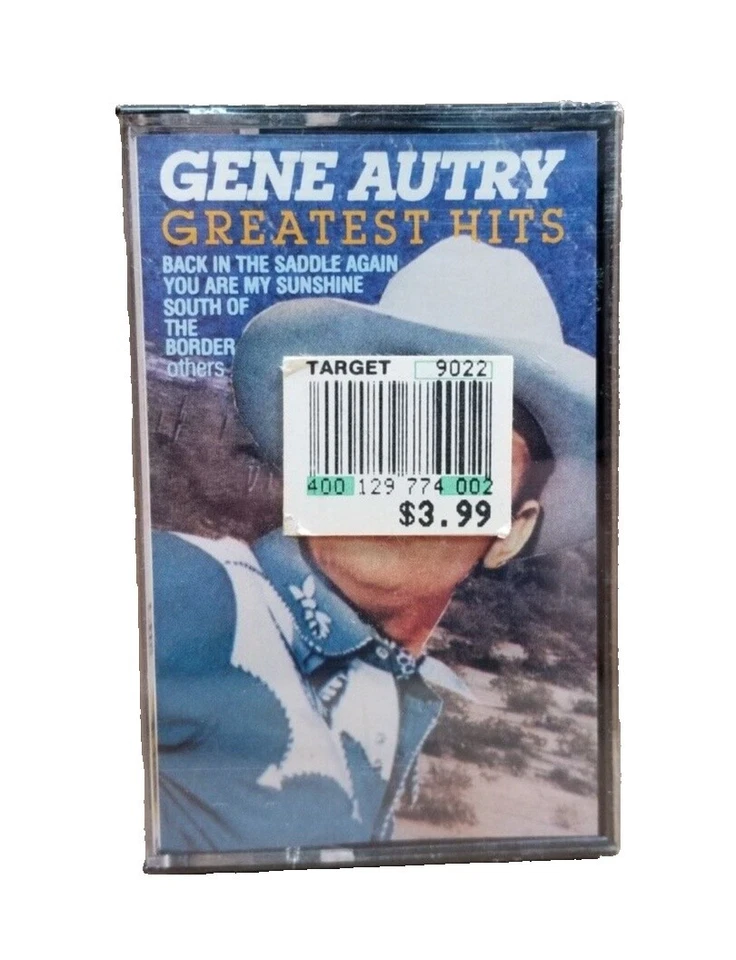 GENE AUTRY
GREATEST HITS
BACK IN THE SADDLE AGAIN
YOU ARE MY SUNSHINE
SOUTH OF
THE
BORDER
others
TARGET 9022
400 129 774 002
$3.99